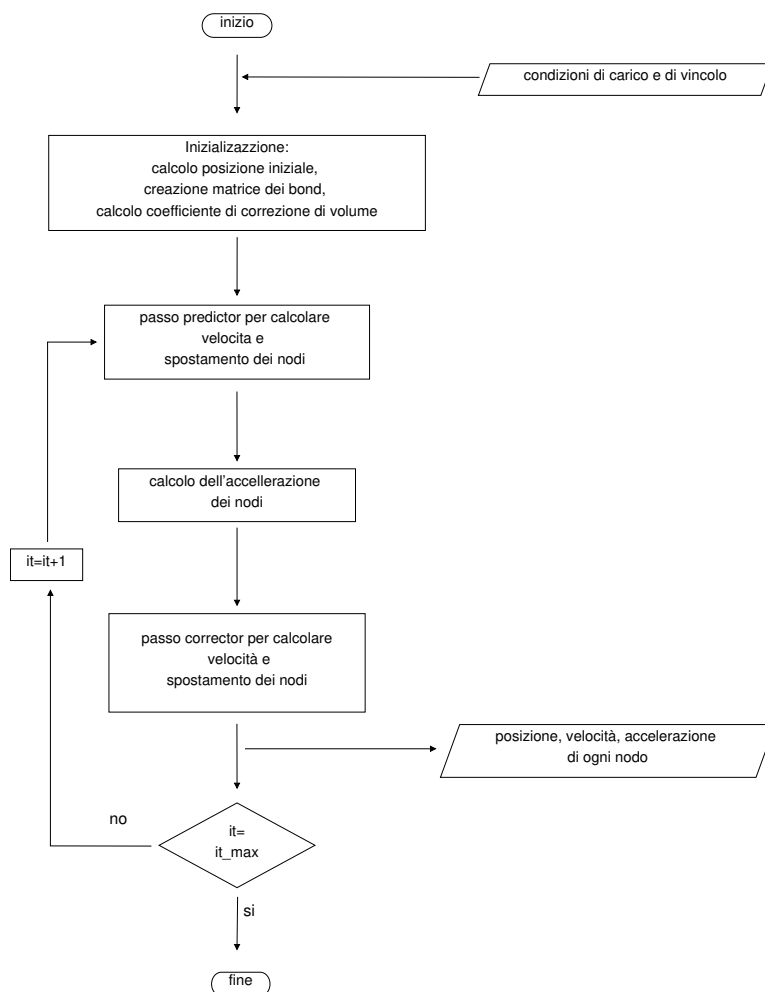 inizio
condizioni di carico e di vincolo
Inizializazzione:
calcolo posizione iniziale,
creazione matrice dei bond,
calcolo coefficiente di correzione di volume
passo predictor per calcolare
velocita e
spostamento dei nodi
calcolo dell'accellerazione
dei nodi
it=it+1
passo corrector per calcolare
velocità e
spostamento dei nodi
posizione, velocità, accelerazione
di ogni nodo
no
it=
it_max
si
fine